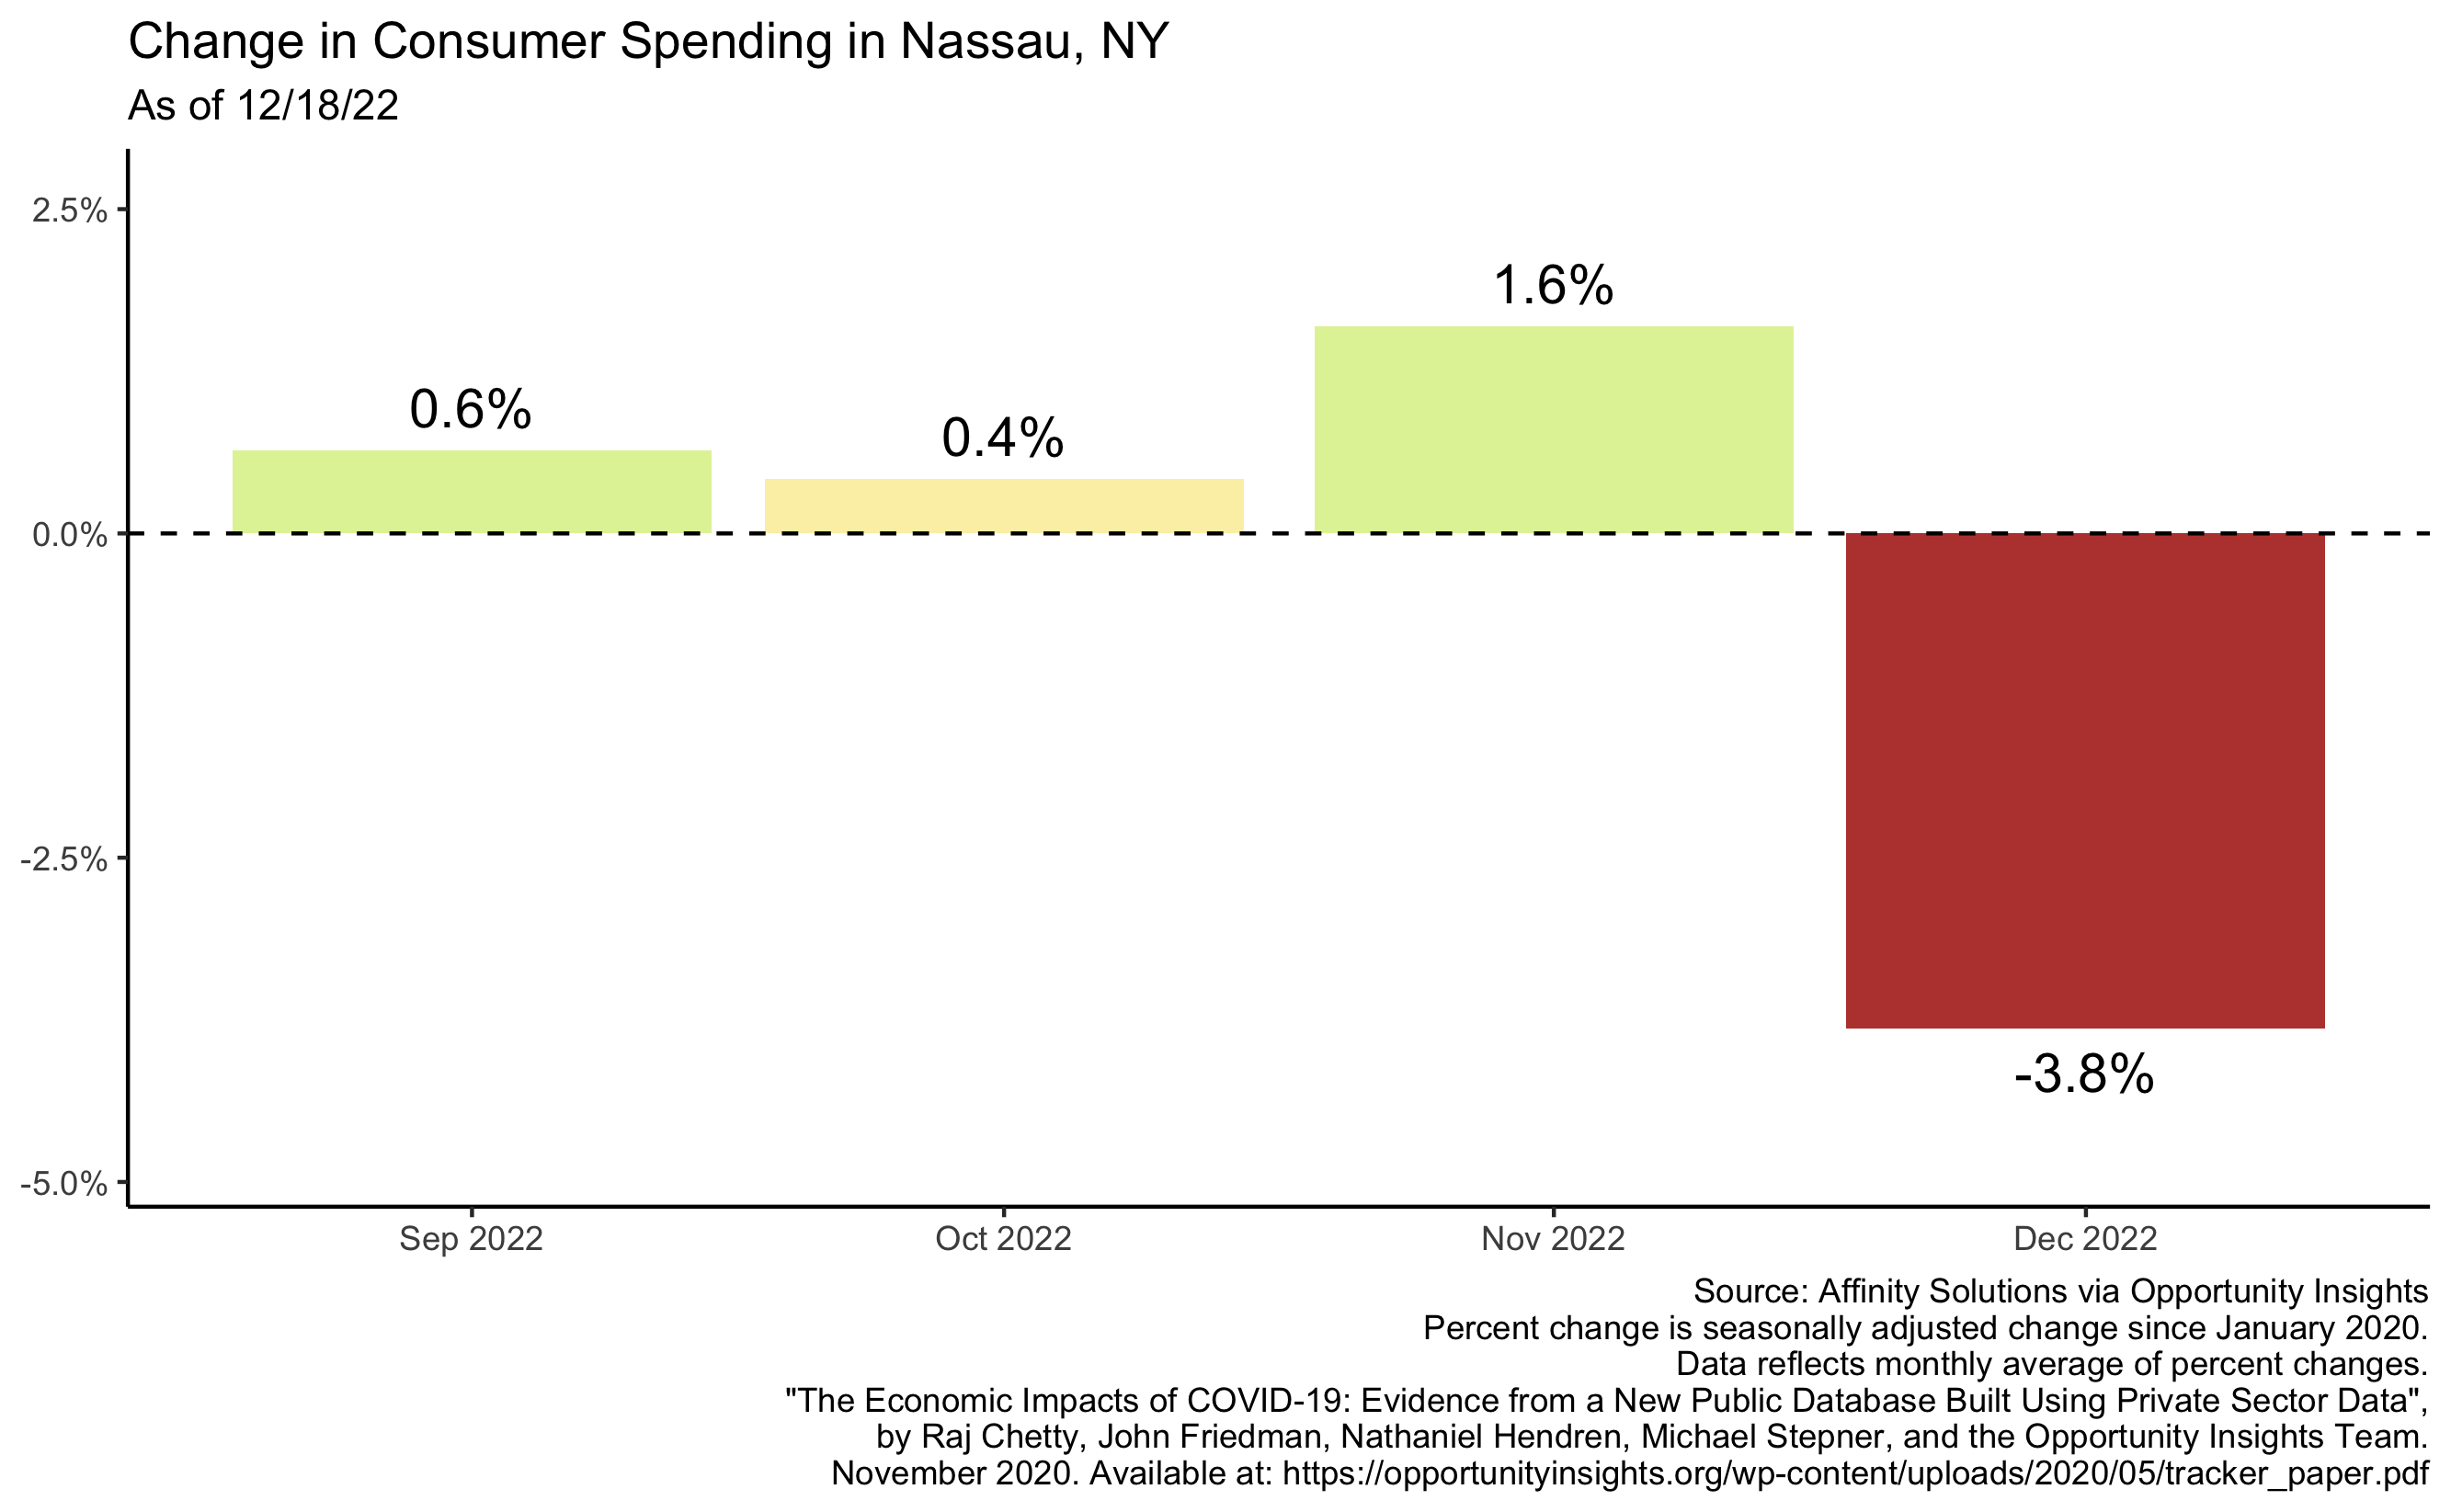 Change in Consumer Spending in Nassau, NY
As of 12/18/22
2.5%
0.0%
-2.5%
-5.0%
0.6%
0.4%
1.6%
-3.8%
Sep 2022
Oct 2022
Nov 2022
Dec 2022
Source: Affinity Solutions via Opportunity Insights
Percent change is seasonally adjusted change since January 2020.
Data reflects monthly average of percent changes.
"The Economic Impacts of COVID-19: Evidence from a New Public Database Built Using Private Sector Data",
by Raj Chetty, John Friedman, Nathaniel Hendren, Michael Stepner, and the Opportunity Insights Team.
November 2020. Available at: https://opportunityinsights.org/wp-content/uploads/2020/05/tracker_paper.pdf